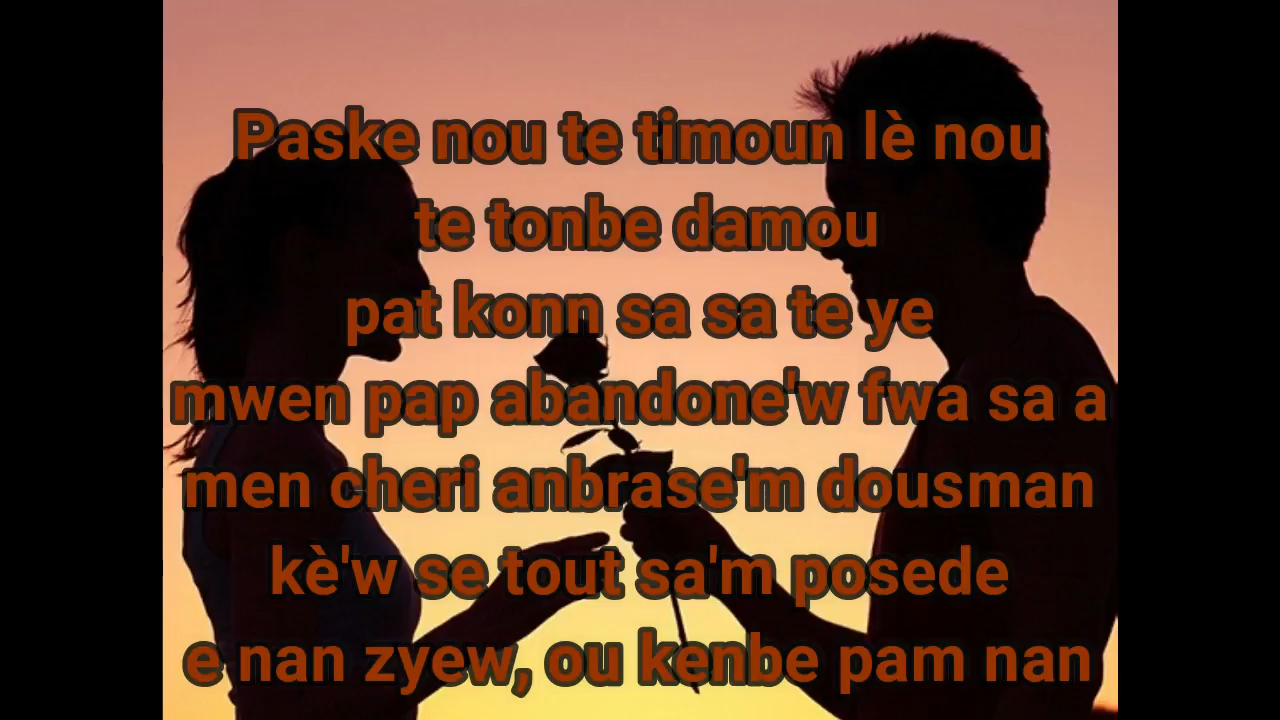 Paske nou te timoun lè nou
te tonbe damou
pat konn sa sa te ye
mwen pap abandone'w fwa sa a
men cheri anbrase'm dousman
kè'w se tout sa'm posede
e nan zyew, ou kenbe pam nan